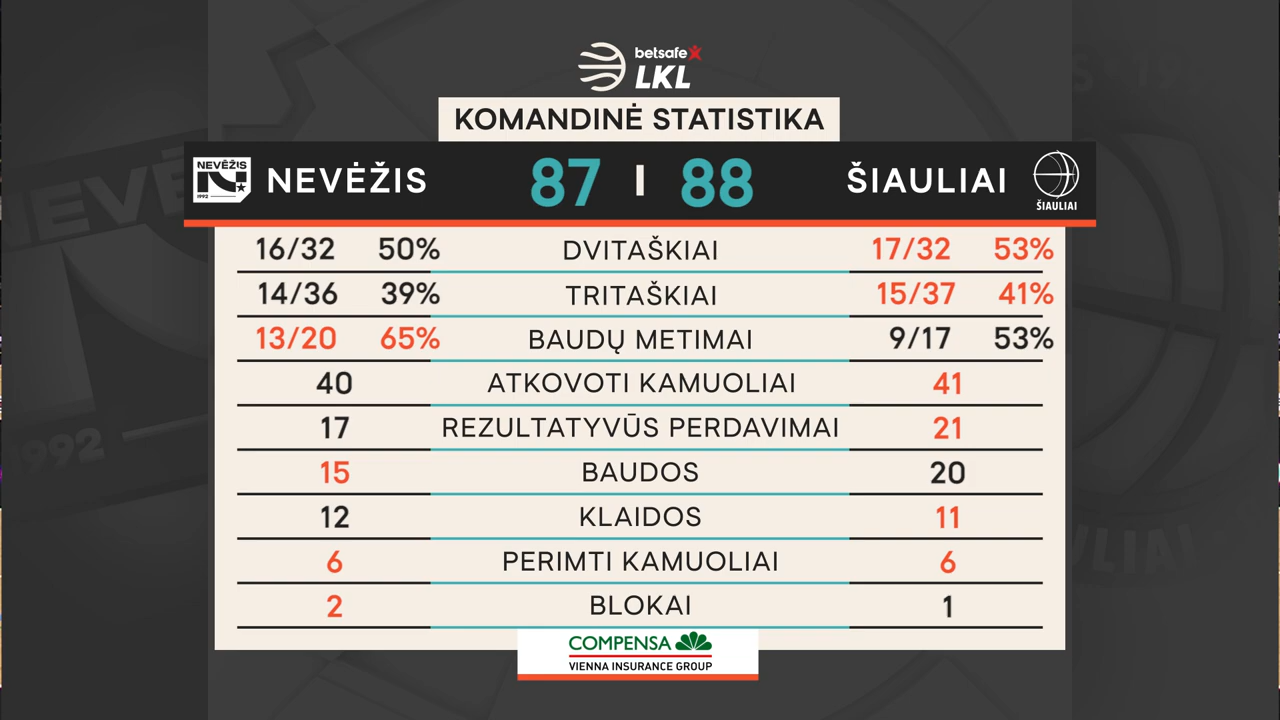 betsafe
LKL
KOMANDINĖ STATISTIKA
NEVĖŽIS
1992
NEVĖŽIS 87 | 88 ŠIAULIAI
ŠIAULIAI
16/32 50% DVITAŠKIAI 17/32 53%
14/36 39% TRITAŠKIAI 15/37 41%
13/20 65% BAUDŲ METIMAI 9/17 53%
40 ATKOVOTI KAMUOLIAI 41
17 REZULTATYVŪS PERDAVIMAI 21
15 BAUDOS 20
12 KLAIDOS 11
6 PERIMTI KAMUOLIAI 6
2 BLOKAI 1
COMPENSA
VIENNA INSURANCE GROUP
1992